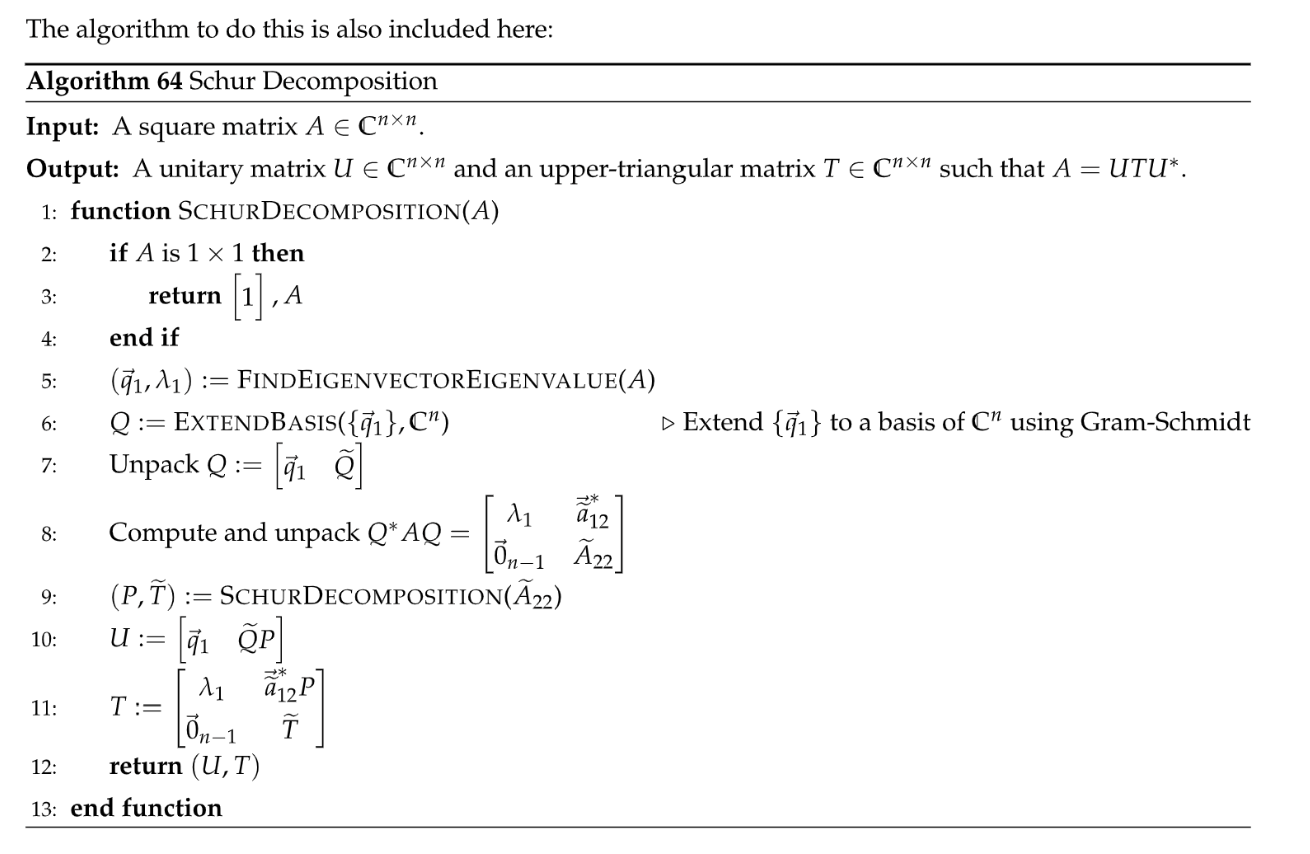 The algorithm to do this is also included here:
Algorithm 64 Schur Decomposition
Input: A square matrix $A \in \mathbb{C}^{n \times n}$.
Output: A unitary matrix $U \in \mathbb{C}^{n \times n}$ and an upper-triangular matrix $T \in \mathbb{C}^{n \times n}$ such that $A = UTU^*$.
1: function SCHURDECOMPOSITION($A$)
2: if $A$ is $1 \times 1$ then
3: return $\begin{bmatrix} 1 \end{bmatrix}, A$
4: end if
5: $(\vec{q}_1, \lambda_1) :=$ FINDEIGENVECTOREIGENVALUE($A$)
6: $Q :=$ EXTENDBASIS($\{\vec{q}_1\}, \mathbb{C}^n$) ▷ Extend $\{\vec{q}_1\}$ to a basis of $\mathbb{C}^n$ using Gram-Schmidt
7: Unpack $Q := \begin{bmatrix} \vec{q}_1 & \widetilde{Q} \end{bmatrix}$
8: Compute and unpack $Q^*AQ = \begin{bmatrix} \lambda_1 & \vec{\widetilde{a}}_{12}^* \\ \vec{0}_{n-1} & \widetilde{A}_{22} \end{bmatrix}$
9: $(P, \widetilde{T}) :=$ SCHURDECOMPOSITION($\widetilde{A}_{22}$)
10: $U := \begin{bmatrix} \vec{q}_1 & \widetilde{Q}P \end{bmatrix}$
11: $T := \begin{bmatrix} \lambda_1 & \vec{\widetilde{a}}_{12}^* P \\ \vec{0}_{n-1} & \widetilde{T} \end{bmatrix}$
12: return $(U, T)$
13: end function